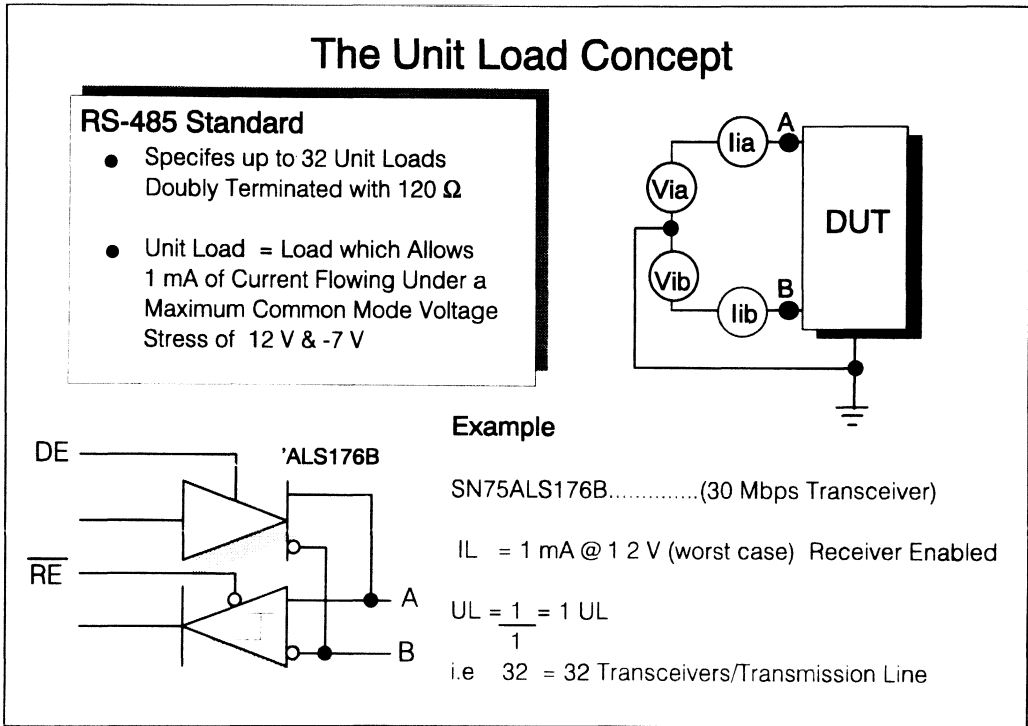 The Unit Load Concept
RS-485 Standard
● Specifes up to 32 Unit Loads
Doubly Terminated with 120 Ω
● Unit Load = Load which Allows
1 mA of Current Flowing Under a
Maximum Common Mode Voltage
Stress of 12 V & -7 V
Iia
A
Via
DUT
Vib
B
Iib
DE
'ALS176B
RE
A
B
Example
SN75ALS176B..............(30 Mbps Transceiver)
IL = 1 mA @ 1 2 V (worst case) Receiver Enabled
UL = 1 = 1 UL
1
i.e 32 = 32 Transceivers/Transmission Line